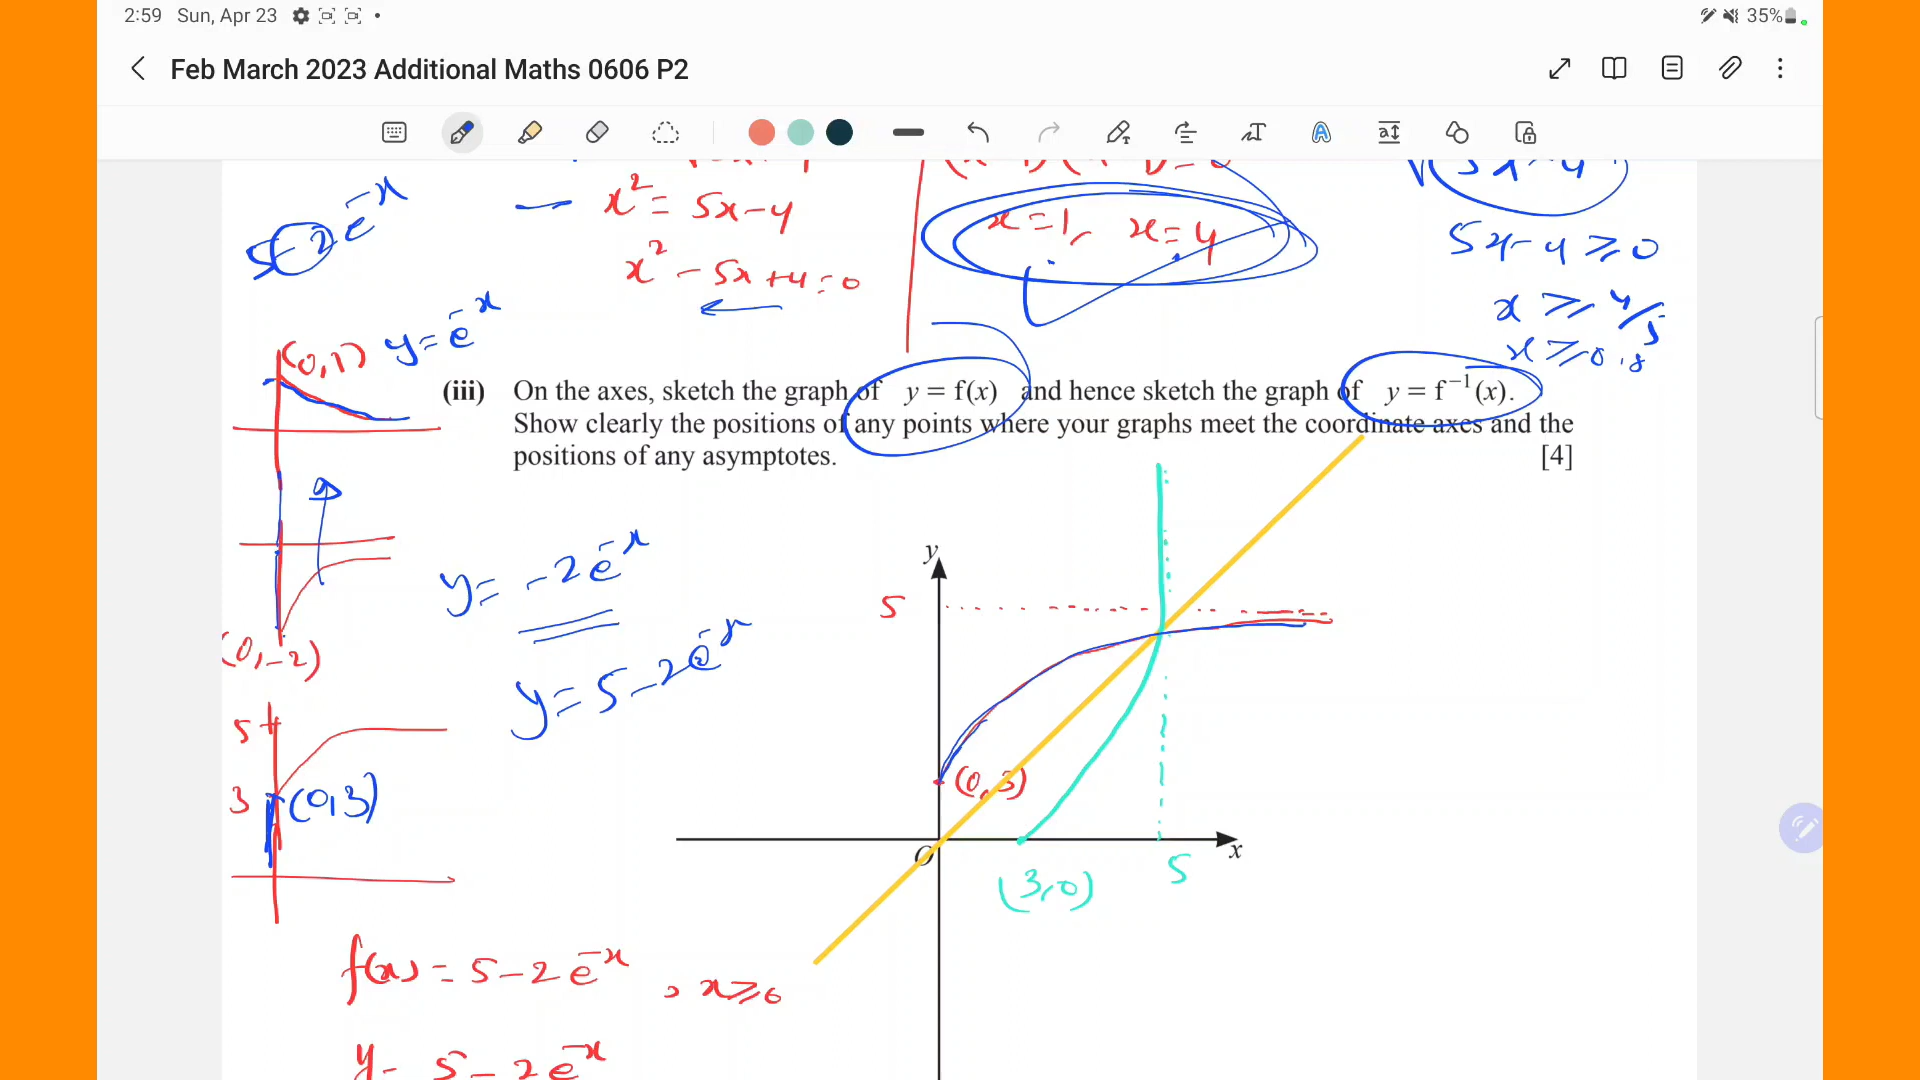 2:59 Sun, Apr 23
35%
Feb March 2023 Additional Maths 0606 P2
5-2e^-x
x² = 5x-4
x=1, x=4
5x-4≥0
x² - 5x+4=0
x ≥ 4/5
x ≥ 0.8
(0,1) y=e^-x
(iii) On the axes, sketch the graph of y = f(x) and hence sketch the graph of y = f⁻¹(x).
Show clearly the positions of any points where your graphs meet the coordinate axes and the
positions of any asymptotes. [4]
y= -2e^-x
(0,-2)
y= 5-2e^-x
y
5
5
3 (0,3)
(0,3)
O x
(3,0) 5
f(x) = 5-2e^-x, x≥0
y= 5-2e^-x